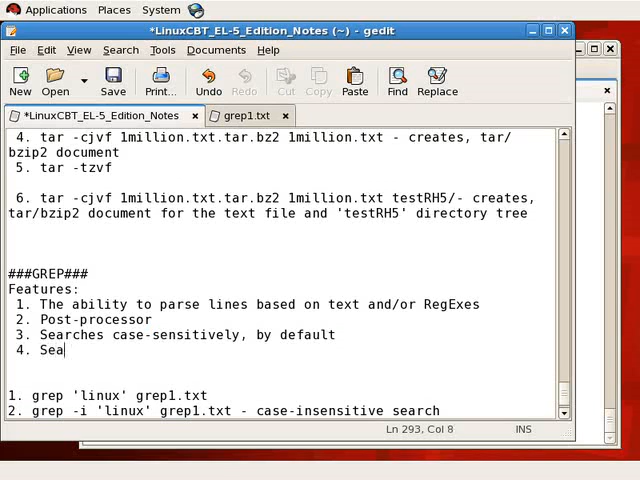 Applications Places System
*LinuxCBT_EL-5_Edition_Notes (~) - gedit
File Edit View Search Tools Documents Help
New Open Save Print... Undo Redo Cut Copy Paste Find Replace
*LinuxCBT_EL-5_Edition_Notes × grep1.txt ×
4. tar -cjvf 1million.txt.tar.bz2 1million.txt - creates, tar/
bzip2 document
5. tar -tzvf
6. tar -cjvf 1million.txt.tar.bz2 1million.txt testRH5/- creates,
tar/bzip2 document for the text file and 'testRH5' directory tree
###GREP###
Features:
1. The ability to parse lines based on text and/or RegExes
2. Post-processor
3. Searches case-sensitively, by default
4. Sea
1. grep 'linux' grep1.txt
2. grep -i 'linux' grep1.txt - case-insensitive search
Ln 293, Col 8 INS